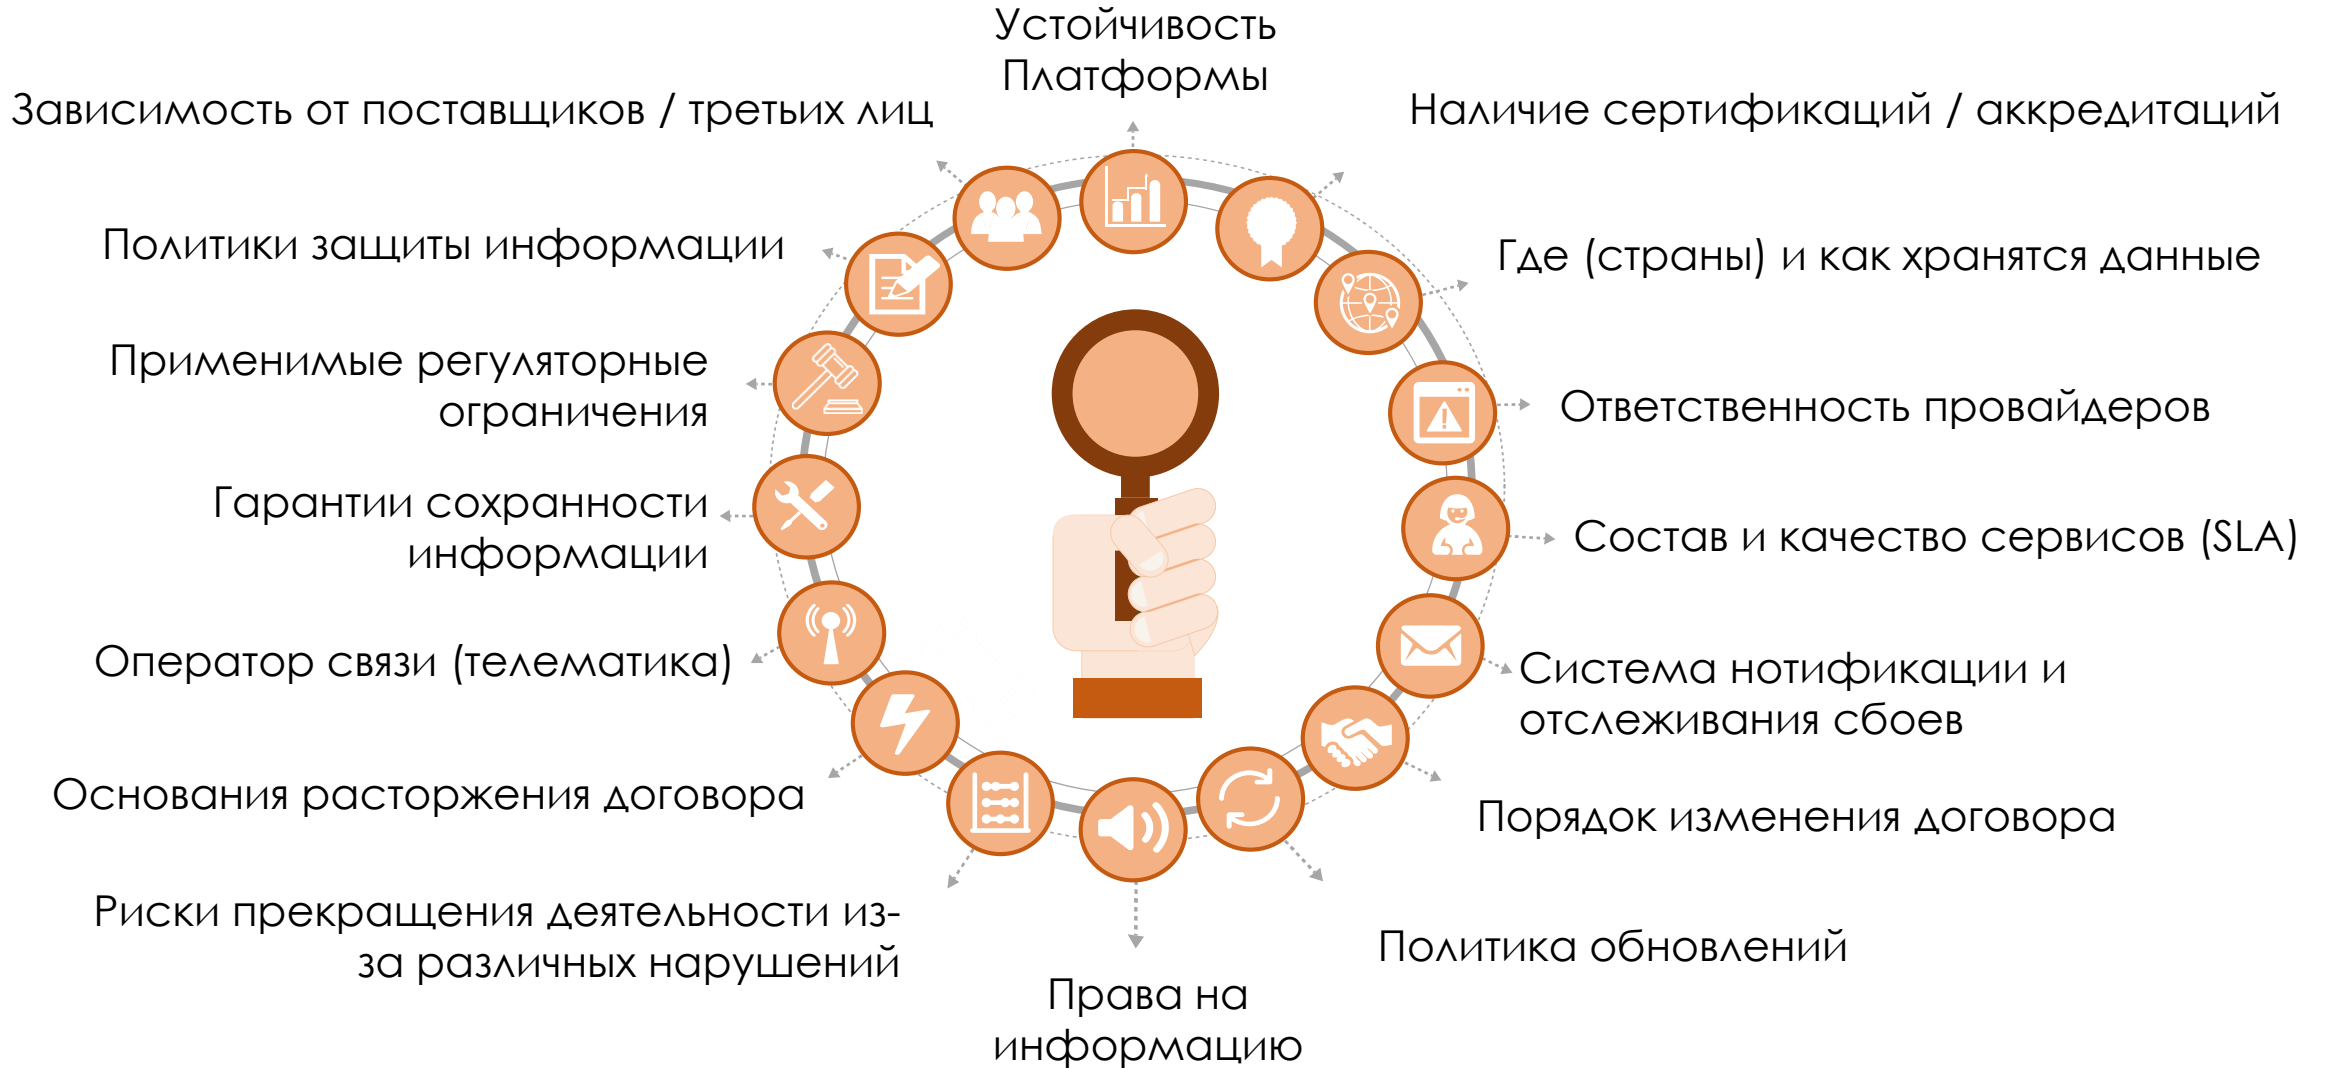 Устойчивость
Платформы
Зависимость от поставщиков / третьих лиц
Наличие сертификаций / аккредитаций
Политики защиты информации
Где (страны) и как хранятся данные
Применимые регуляторные
ограничения
Ответственность провайдеров
Гарантии сохранности
информации
Состав и качество сервисов (SLA)
Оператор связи (телематика)
Система нотификации и
отслеживания сбоев
Основания расторжения договора
Порядок изменения договора
Риски прекращения деятельности из-
за различных нарушений
Политика обновлений
Права на
информацию